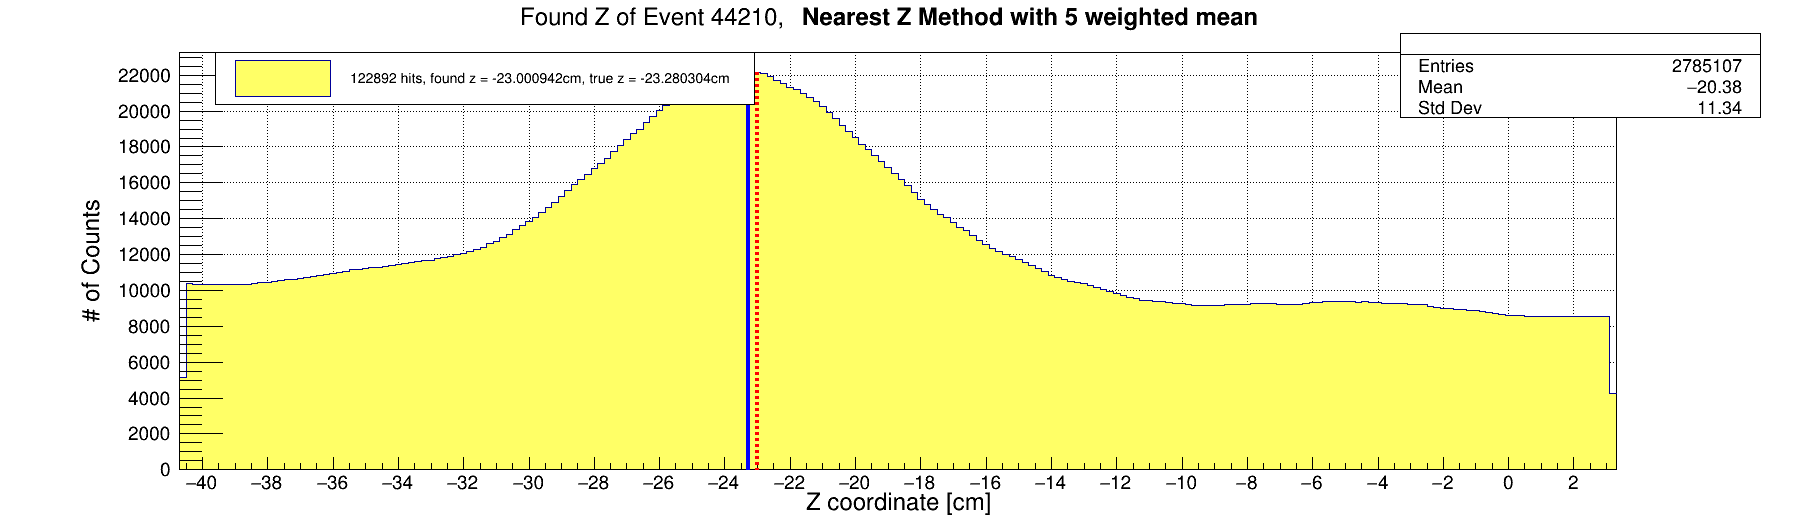 Found Z of Event 44210, Nearest Z Method with 5 weighted mean
122892 hits, found z = -23.000942cm, true z = -23.280304cm
Entries 2785107
Mean −20.38
Std Dev 11.34
# of Counts
22000
20000
18000
16000
14000
12000
10000
8000
6000
4000
2000
0
−40 −38 −36 −34 −32 −30 −28 −26 −24 −22 −20 −18 −16 −14 −12 −10 −8 −6 −4 −2 0 2
Z coordinate [cm]